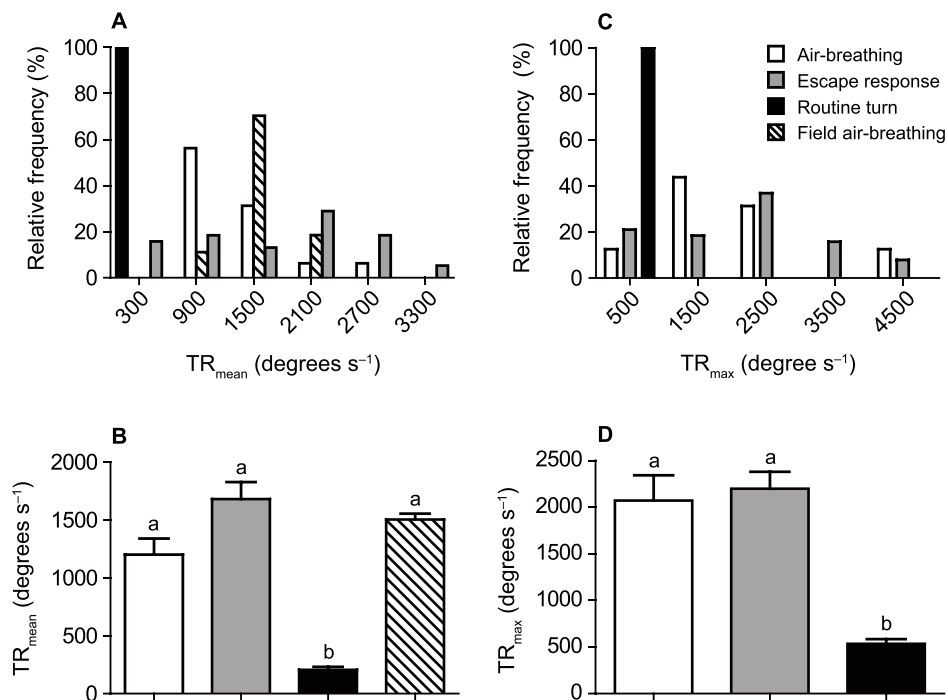 A
Relative frequency (%)
100
80
60
40
20
0
300
900
1500
2100
2700
3300
TRmean (degrees s⁻¹)
C
Relative frequency (%)
100
80
60
40
20
0
500
1500
2500
3500
4500
TRmax (degree s⁻¹)
Air-breathing
Escape response
Routine turn
Field air-breathing
B
TRmean (degrees s⁻¹)
2000
1500
1000
500
0
a
a
b
a
D
TRmax (degrees s⁻¹)
2500
2000
1500
1000
500
0
a
a
b